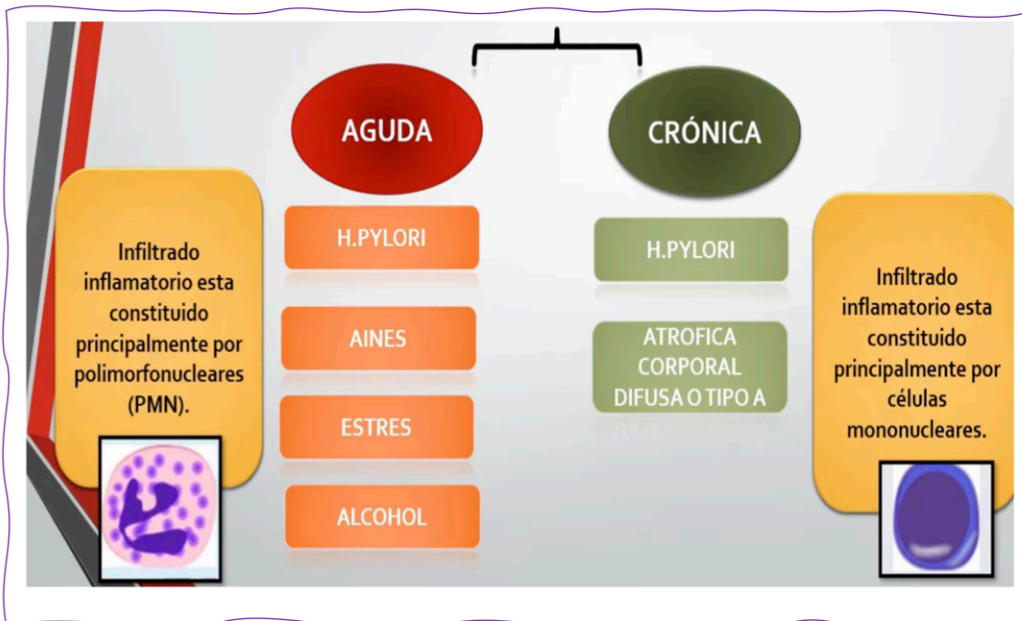 AGUDA
CRÓNICA
Infiltrado
inflamatorio esta
constituido
principalmente por
polimorfonucleares
(PMN).
H.PYLORI
AINES
ESTRES
ALCOHOL
H.PYLORI
ATROFICA
CORPORAL
DIFUSA O TIPO A
Infiltrado
inflamatorio esta
constituido
principalmente por
células
mononucleares.